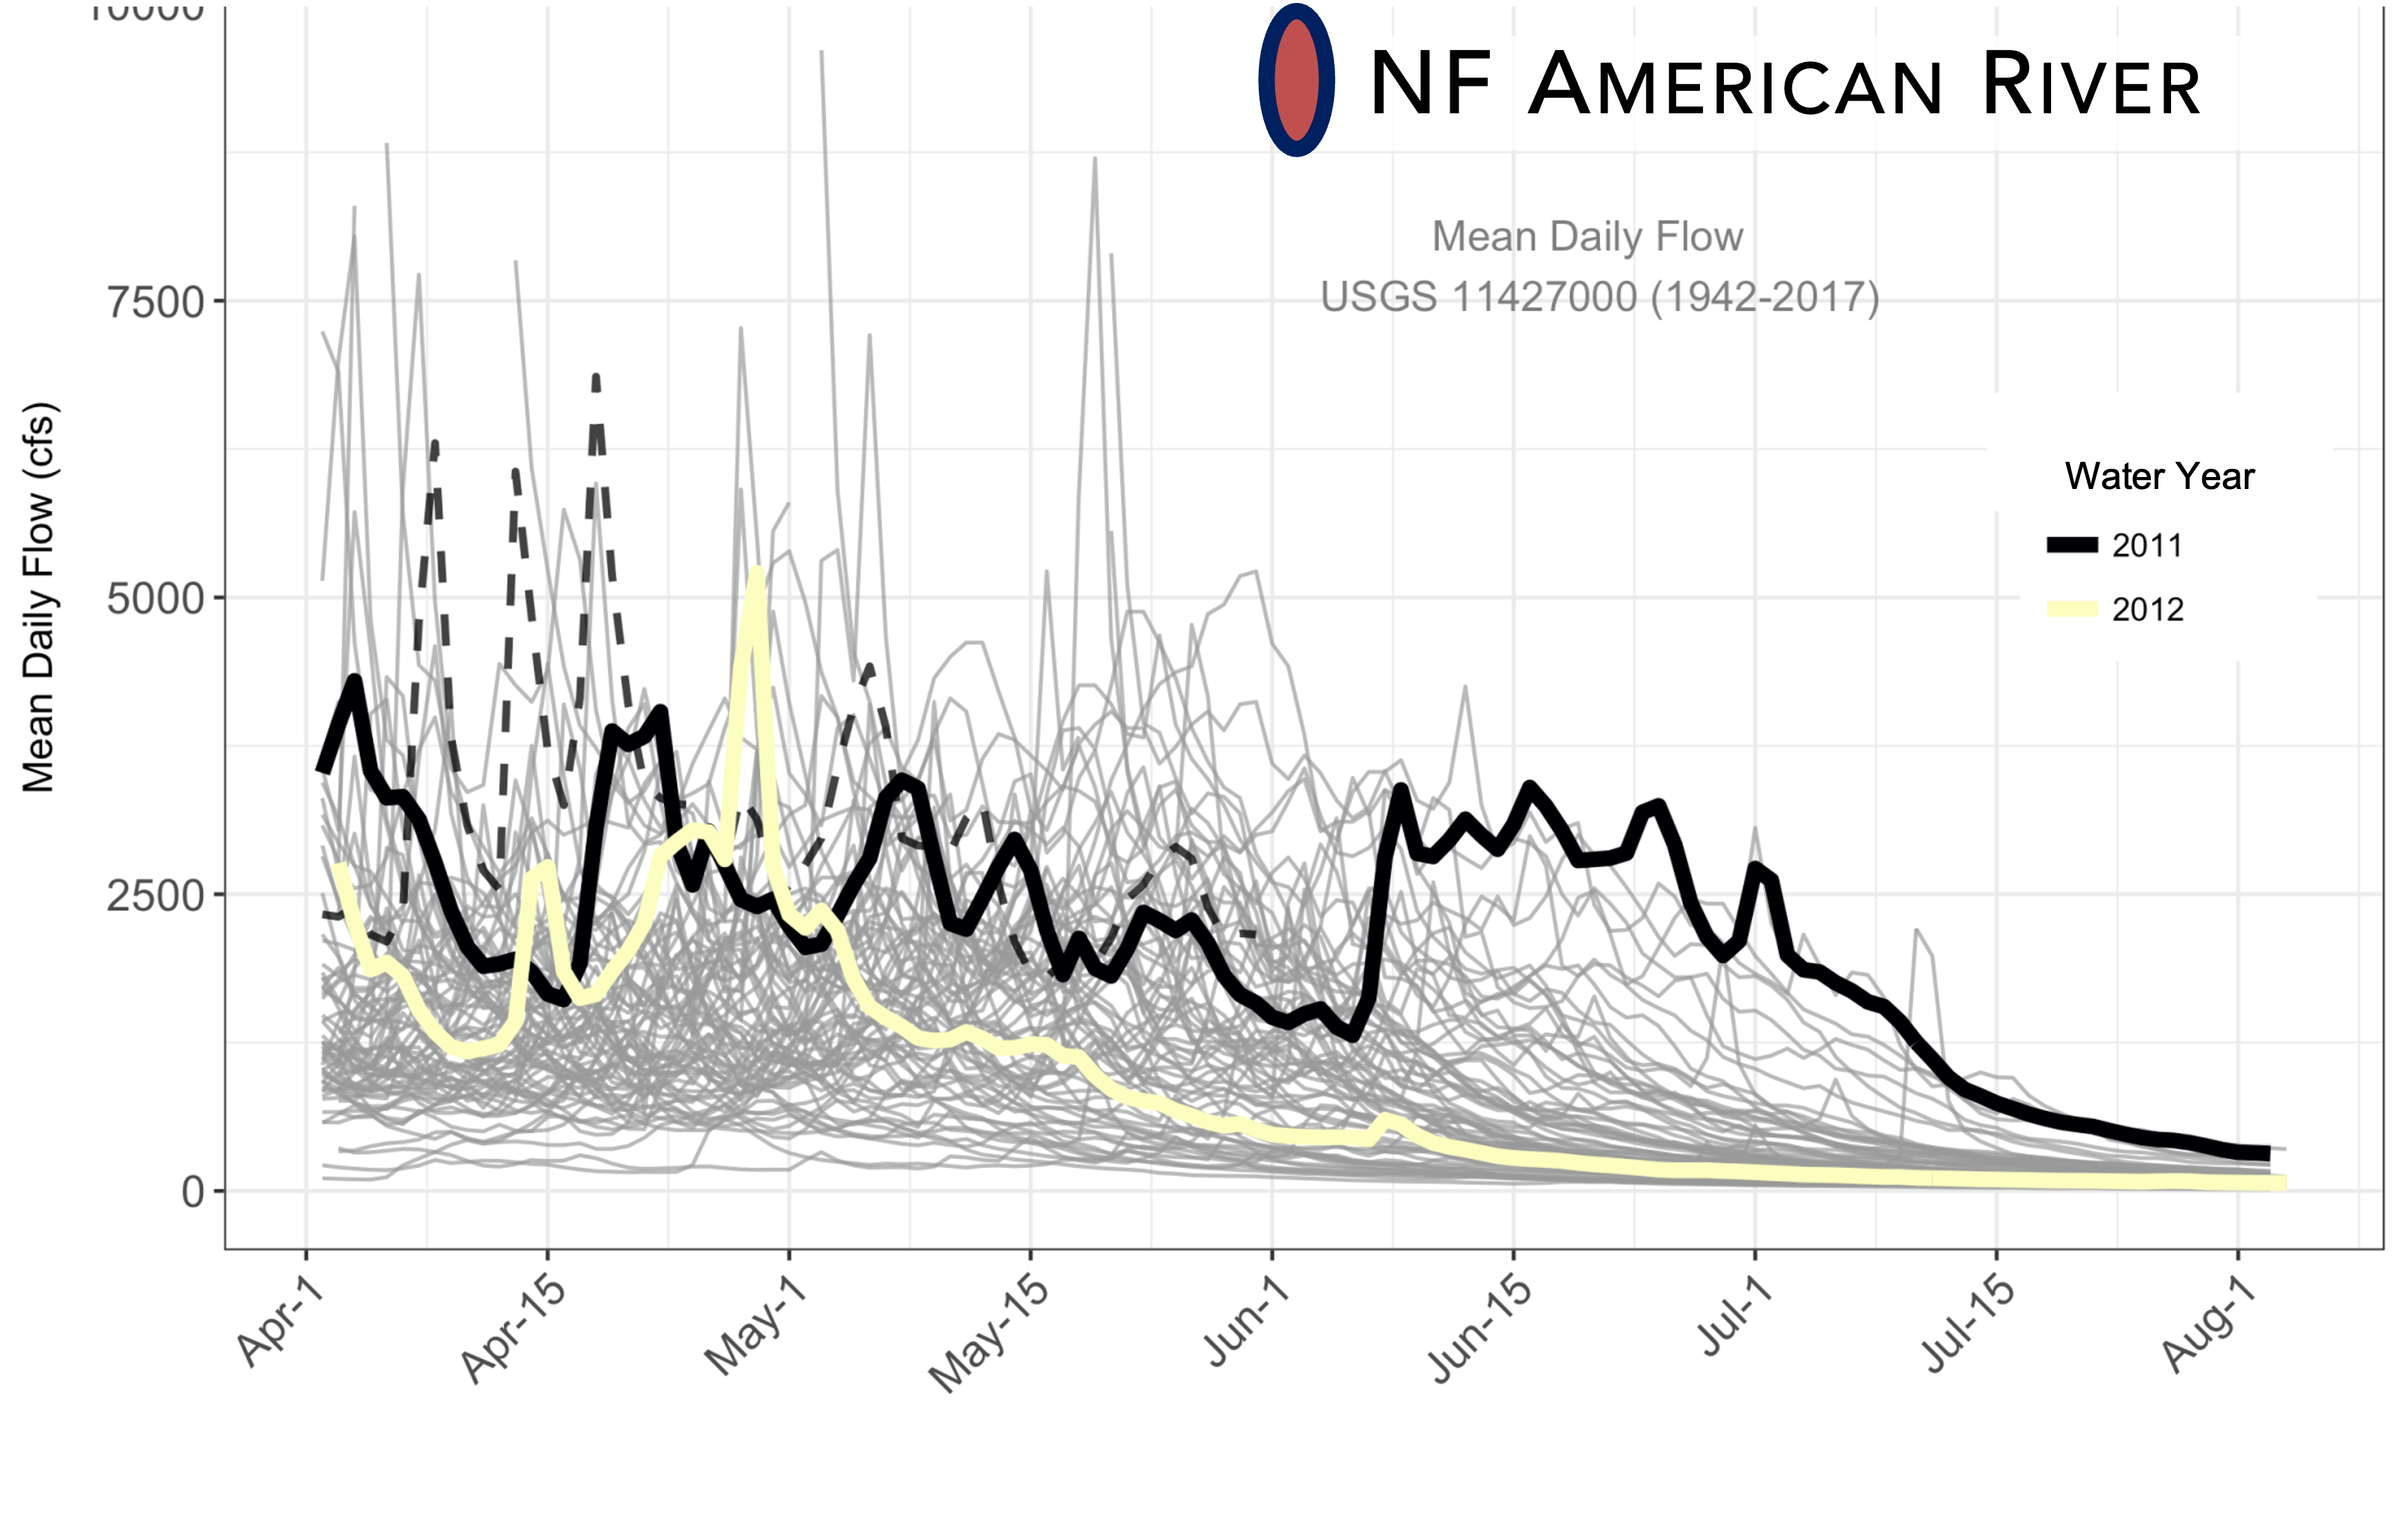 10000
NF AMERICAN RIVER
Mean Daily Flow
USGS 11427000 (1942-2017)
7500
Mean Daily Flow (cfs)
Water Year
2011
5000
2012
2500
0
Apr-1
Apr-15
May-1
May-15
Jun-1
Jun-15
Jul-1
Jul-15
Aug-1